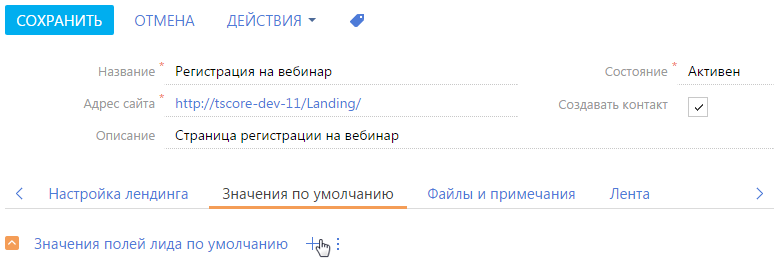 СОХРАНИТЬ ОТМЕНА ДЕЙСТВИЯ
Название * Регистрация на вебинар Состояние * Активен
Адрес сайта * http://tscore-dev-11/Landing/ Создавать контакт
Описание Страница регистрации на вебинар
Настройка лендинга Значения по умолчанию Файлы и примечания Лента
Значения полей лида по умолчанию